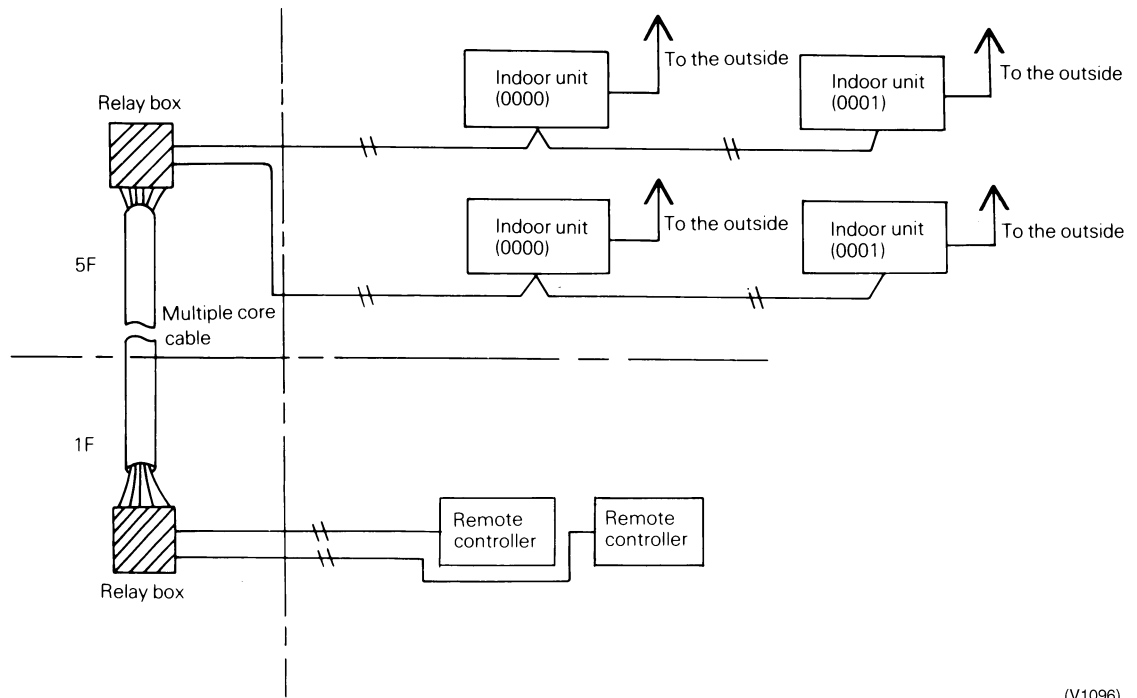 Indoor unit
(0000)
To the outside
Indoor unit
(0001)
To the outside
Relay box
Indoor unit
(0000)
To the outside
Indoor unit
(0001)
To the outside
5F
Multiple core
cable
1F
Remote
controller
Remote
controller
Relay box
(V1096)